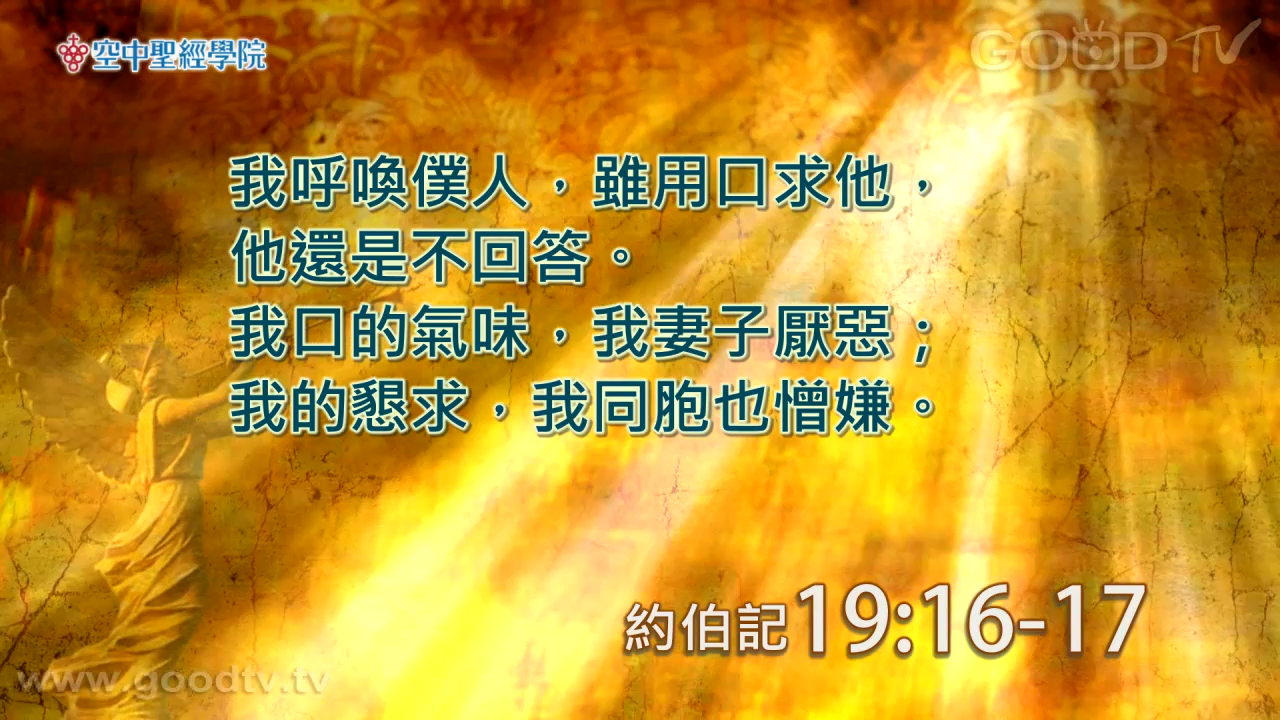 空中聖經學院
GOOD TV
我呼喚僕人，雖用口求他，
他還是不回答。
我口的氣味，我妻子厭惡；
我的懇求，我同胞也憎嫌。
約伯記19:16-17
www.goodtv.tv